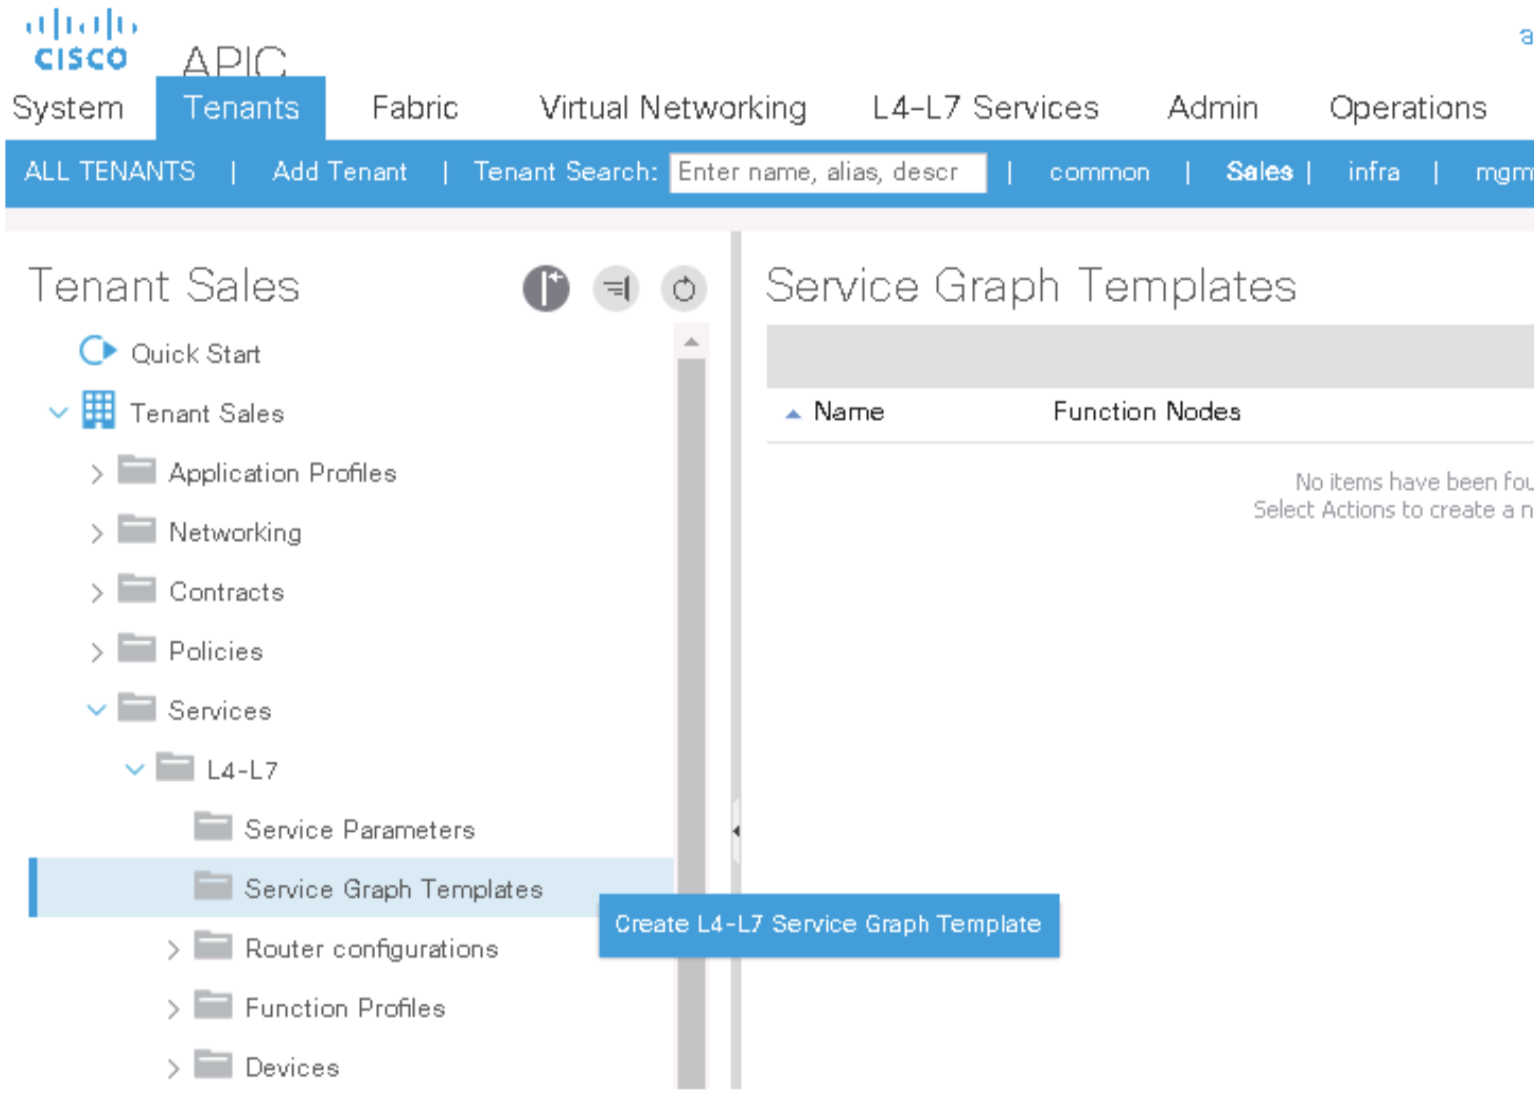 CISCO APIC
a
System Tenants Fabric Virtual Networking L4-L7 Services Admin Operations
ALL TENANTS | Add Tenant | Tenant Search: Enter name, alias, descr | common | Sales | infra | mgm
Tenant Sales
Quick Start
Tenant Sales
Application Profiles
Networking
Contracts
Policies
Services
L4-L7
Service Parameters
Service Graph Templates
Router configurations
Function Profiles
Devices
Create L4-L7 Service Graph Template
Service Graph Templates
Name Function Nodes
No items have been fou
Select Actions to create a n